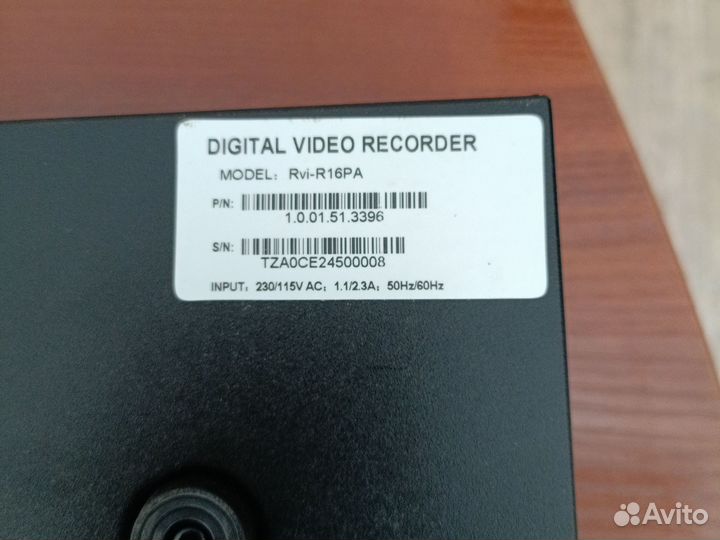 DIGITAL VIDEO RECORDER
MODEL: Rvi-R16PA
P/N:
1.0.01.51.3396
S/N:
TZA0CE24500008
INPUT: 230/115V AC; 1.1/2.3A; 50Hz/60Hz
Avito